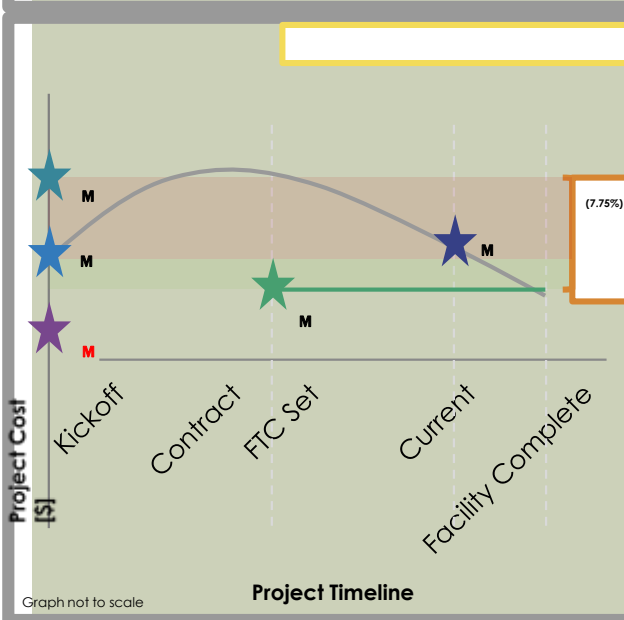 M
(7.75%)
M
M
M
M
Kickoff
Contract
FTC Set
Current
Facility Complete
Project Cost
[$]
Project Timeline
Graph not to scale